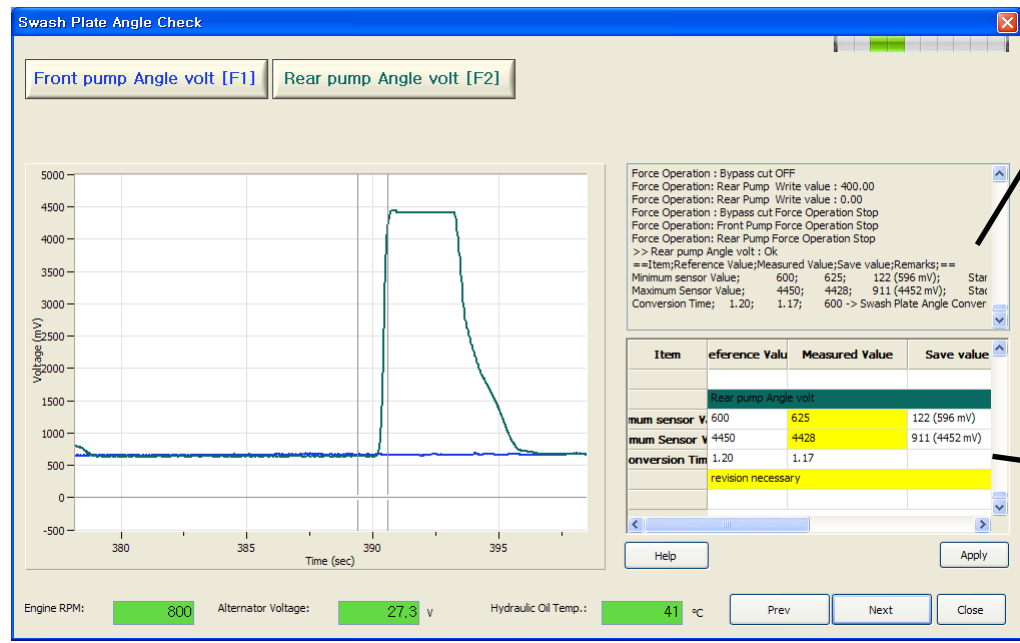 Swash Plate Angle Check
Front pump Angle volt [F1]
Rear pump Angle volt [F2]
5000
4500
4000
3500
3000
2500
2000
1500
1000
500
0
-500
Voltage (mV)
380
385
390
395
Time (sec)
Force Operation : Bypass cut OFF
Force Operation: Rear Pump Write value : 400.00
Force Operation: Rear Pump Write value : 0.00
Force Operation : Bypass cut Force Operation Stop
Force Operation: Front Pump Force Operation Stop
Force Operation: Rear Pump Force Operation Stop
>> Rear pump Angle volt : Ok
==Item;Reference Value;Measured Value;Save value;Remarks;==
Minimum sensor Value; 600; 625; 122 (596 mV); Star
Maximum Sensor Value; 4450; 4428; 911 (4452 mV); Stac
Conversion Time; 1.20; 1.17; 600 -> Swash Plate Angle Conver
Item eference Valu Measured Value Save value
Rear pump Angle volt
mum sensor V. 600 625 122 (596 mV)
mum Sensor V 4450 4428 911 (4452 mV)
onversion Tim 1.20 1.17
revision necessary
Help
Apply
Engine RPM: 800 Alternator Voltage: 27,3 V Hydraulic Oil Temp.: 41 ℃
Prev
Next
Close